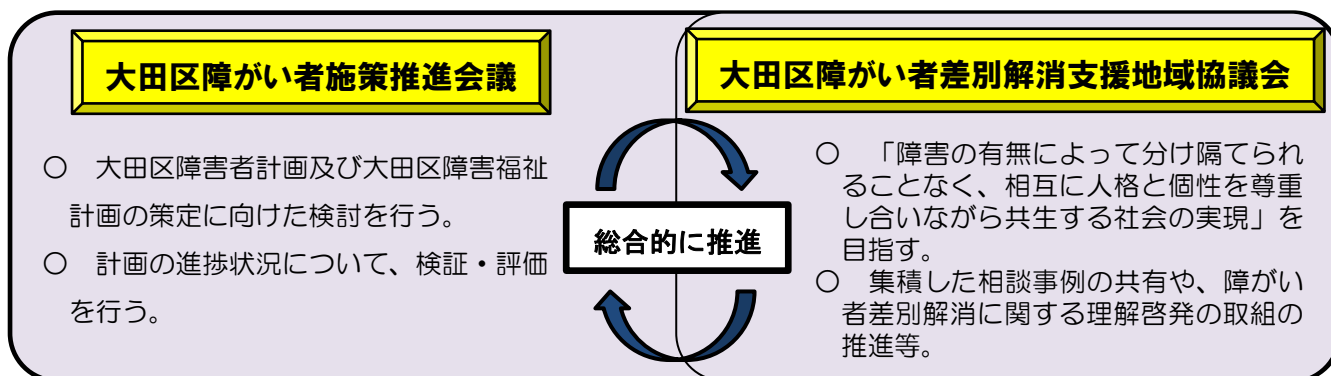 大田区障がい者施策推進会議
○　大田区障害者計画及び大田区障害福祉
計画の策定に向けた検討を行う。
○　計画の進捗状況について、検証・評価
を行う。
総合的に推進
大田区障がい者差別解消支援地域協議会
○　「障害の有無によって分け隔てられ
ることなく、相互に人格と個性を尊重
し合いながら共生する社会の実現」を
目指す。
○　集積した相談事例の共有や、障がい
者差別解消に関する理解啓発の取組の
推進等。